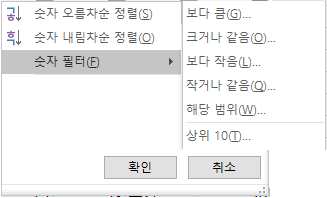 숫자 오름차순 정렬(S)
숫자 내림차순 정렬(O)
숫자 필터(F)
보다 큼(G)...
크거나 같음(O)...
보다 작음(L)...
작거나 같음(Q)...
해당 범위(W)...
상위 10(T)...
확인
취소